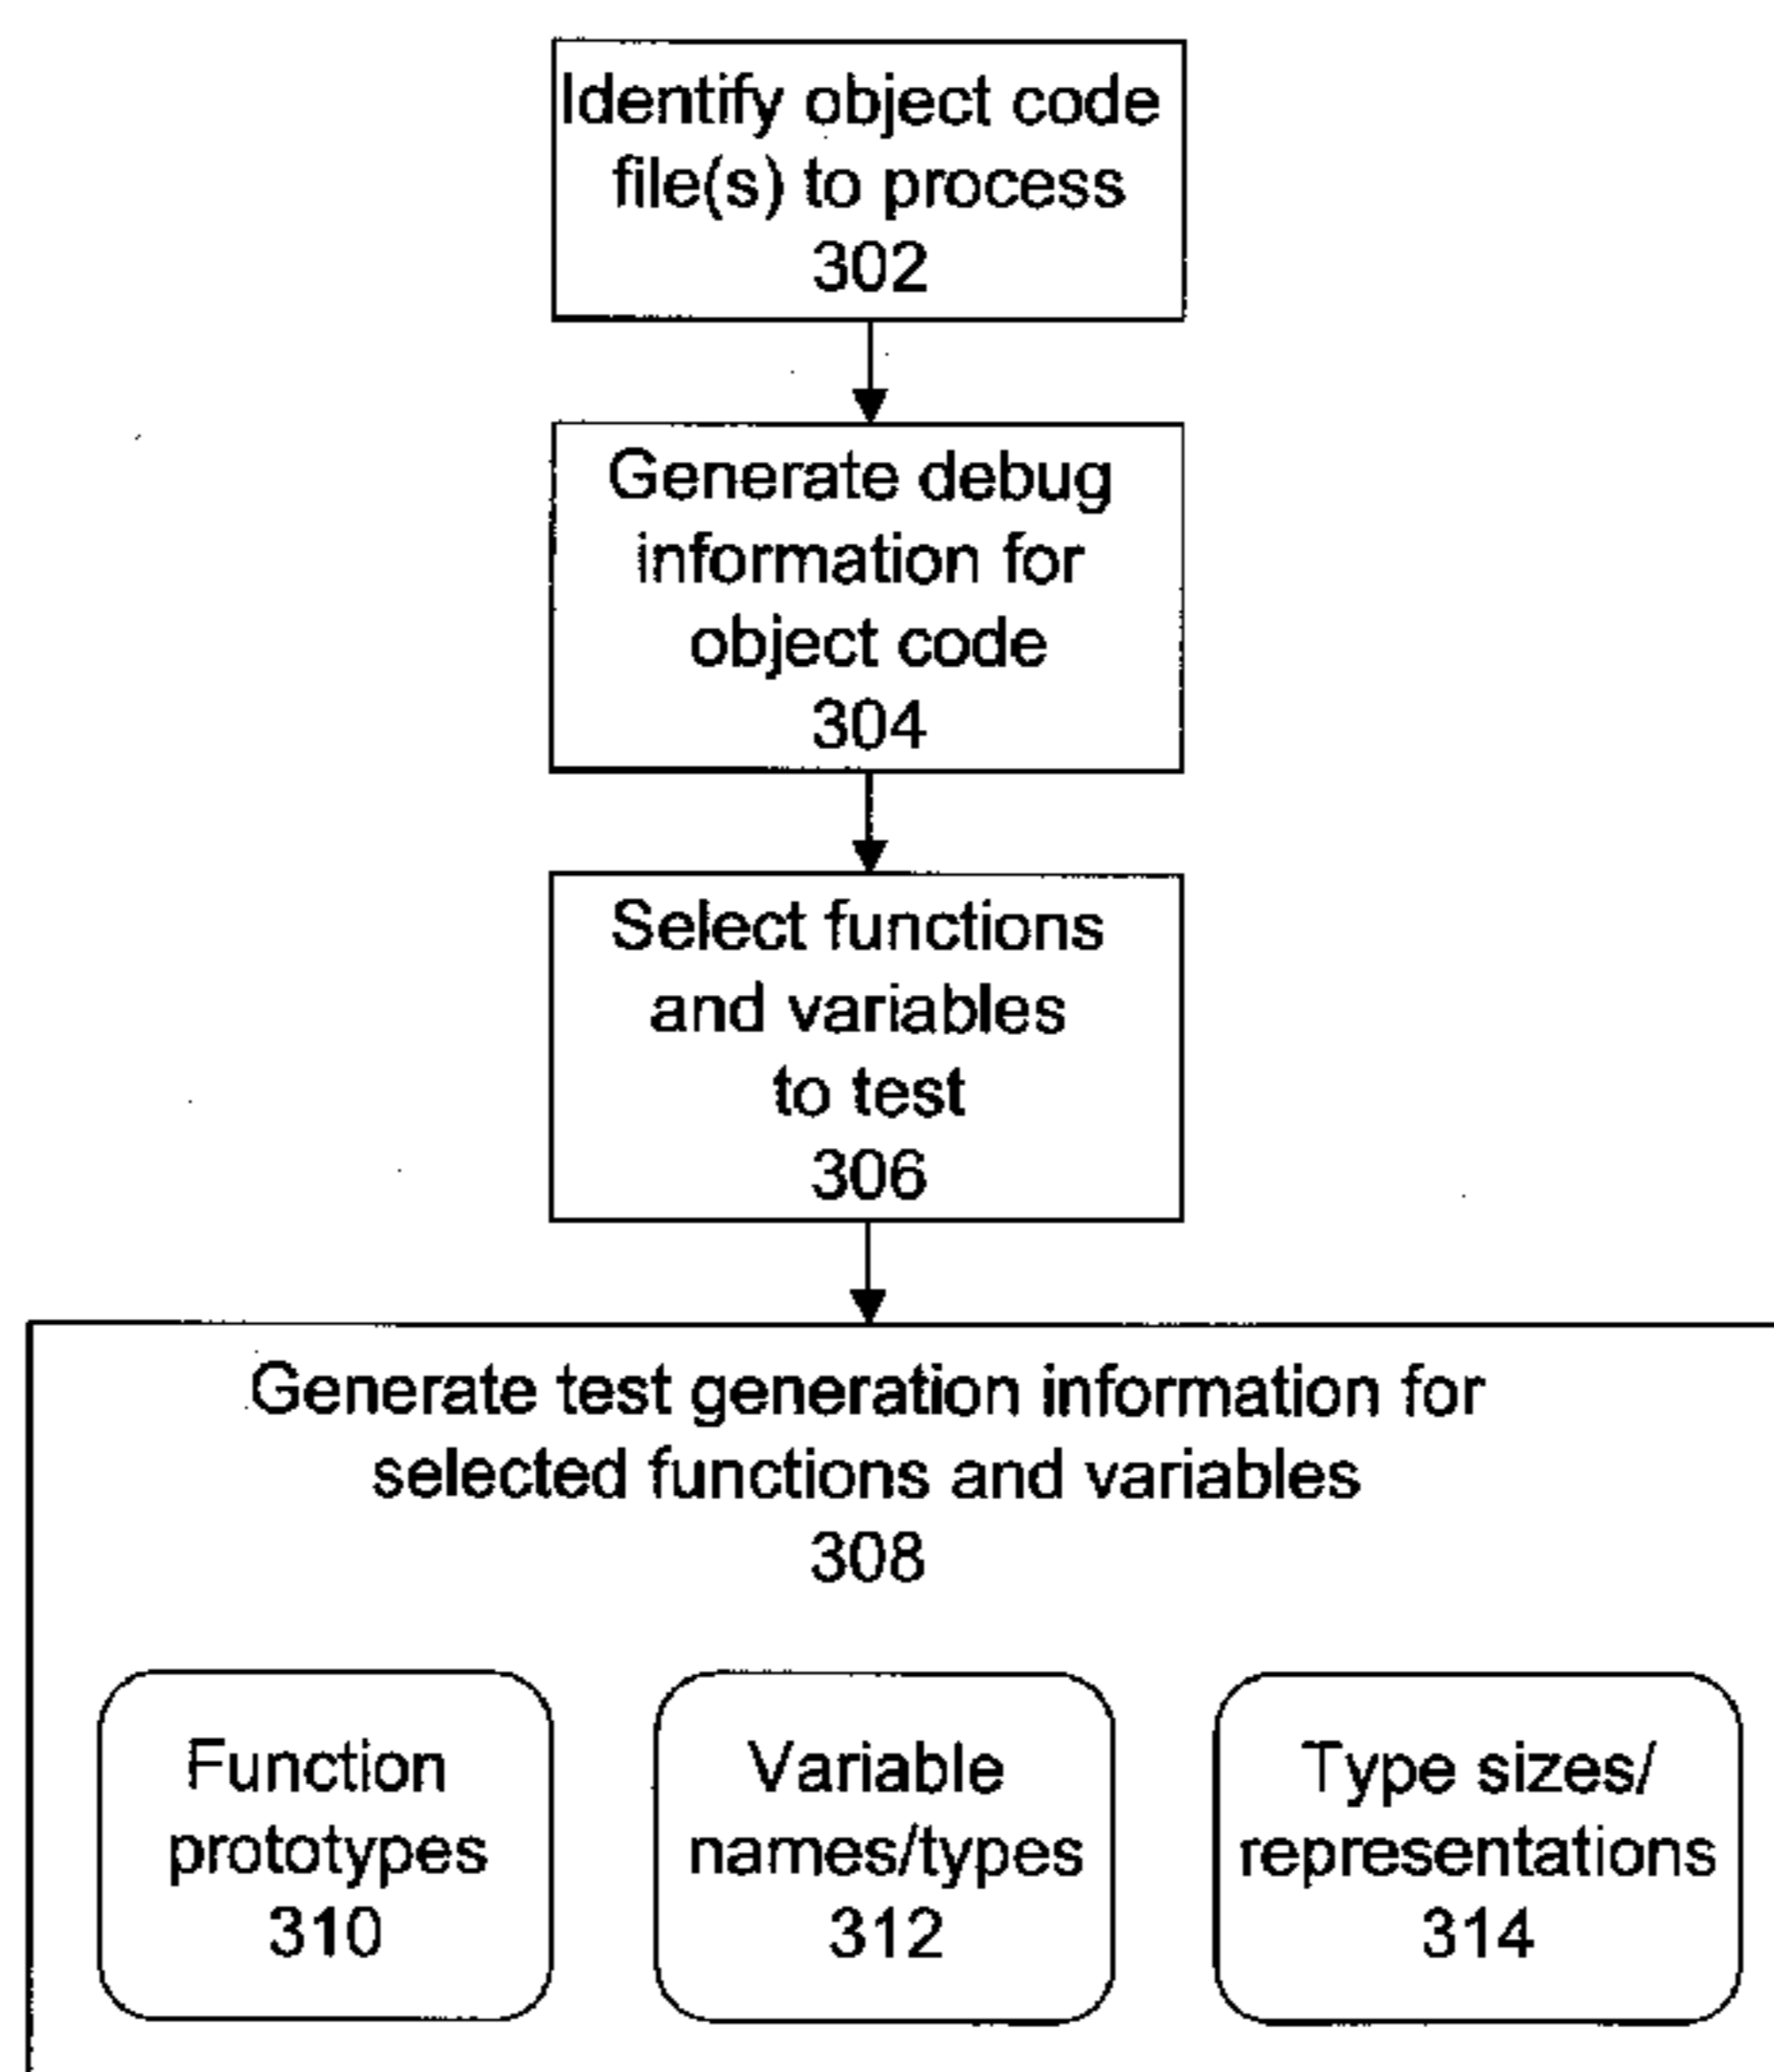 Identify object code
file(s) to process
302
Generate debug
information for
object code
304
Select functions
and variables
to test
306
Generate test generation information for
selected functions and variables
308
Function
prototypes
310
Variable
names/types
312
Type sizes/
representations
314